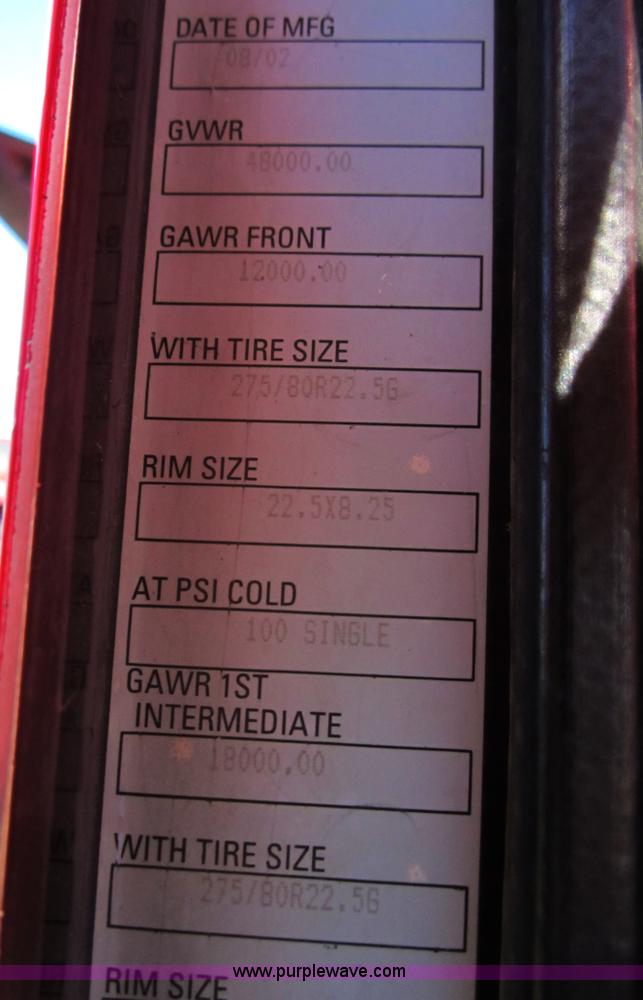 DATE OF MFG
08/02
GVWR
48000.00
GAWR FRONT
12000.00
WITH TIRE SIZE
275/80R22.5G
RIM SIZE
22.5X8.25
AT PSI COLD
100 SINGLE
GAWR 1ST
INTERMEDIATE
18000.00
WITH TIRE SIZE
275/80R22.5G
www.purplewave.com
RIM SIZE